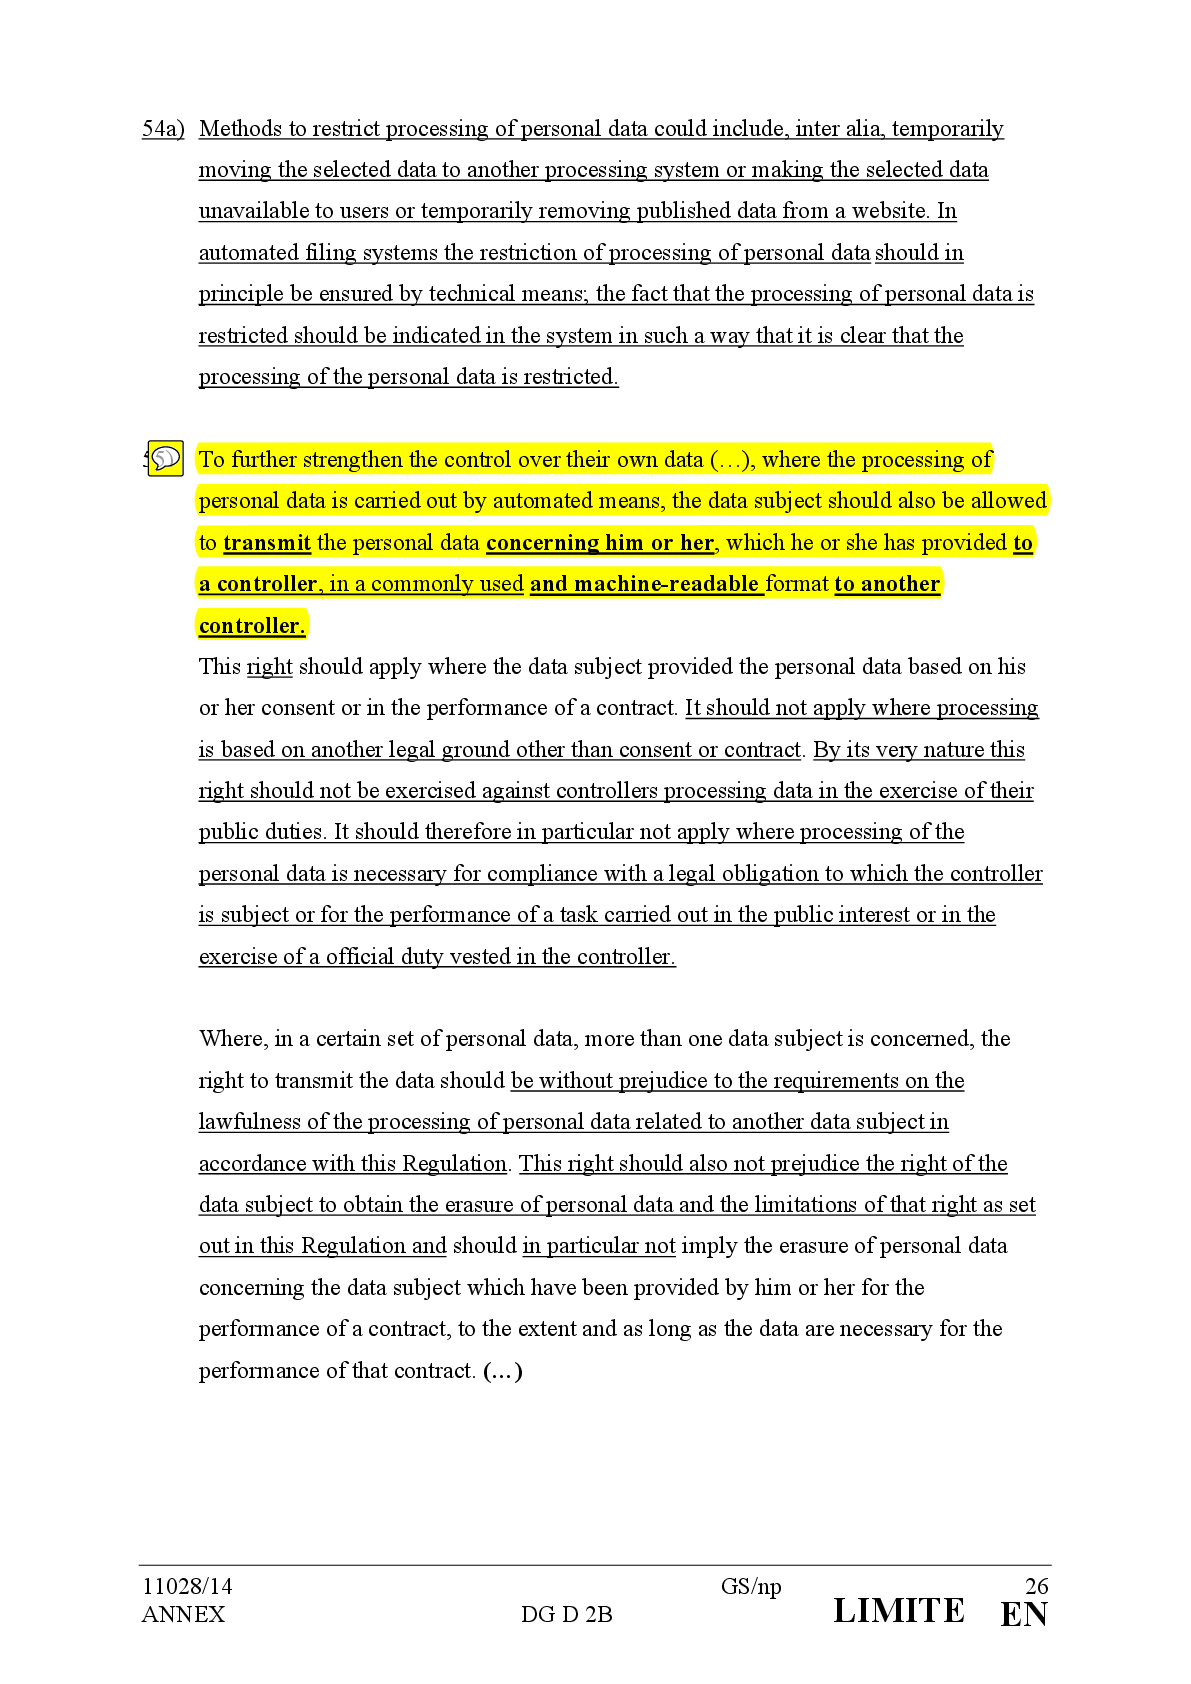 54a) Methods to restrict processing of personal data could include, inter alia, temporarily
moving the selected data to another processing system or making the selected data
unavailable to users or temporarily removing published data from a website. In
automated filing systems the restriction of processing of personal data should in
principle be ensured by technical means; the fact that the processing of personal data is
restricted should be indicated in the system in such a way that it is clear that the
processing of the personal data is restricted.
55) To further strengthen the control over their own data (…), where the processing of
personal data is carried out by automated means, the data subject should also be allowed
to transmit the personal data concerning him or her, which he or she has provided to
a controller, in a commonly used and machine-readable format to another
controller.
This right should apply where the data subject provided the personal data based on his
or her consent or in the performance of a contract. It should not apply where processing
is based on another legal ground other than consent or contract. By its very nature this
right should not be exercised against controllers processing data in the exercise of their
public duties. It should therefore in particular not apply where processing of the
personal data is necessary for compliance with a legal obligation to which the controller
is subject or for the performance of a task carried out in the public interest or in the
exercise of a official duty vested in the controller.
Where, in a certain set of personal data, more than one data subject is concerned, the
right to transmit the data should be without prejudice to the requirements on the
lawfulness of the processing of personal data related to another data subject in
accordance with this Regulation. This right should also not prejudice the right of the
data subject to obtain the erasure of personal data and the limitations of that right as set
out in this Regulation and should in particular not imply the erasure of personal data
concerning the data subject which have been provided by him or her for the
performance of a contract, to the extent and as long as the data are necessary for the
performance of that contract. (…)
11028/14 GS/np 26
ANNEX DG D 2B LIMITE EN